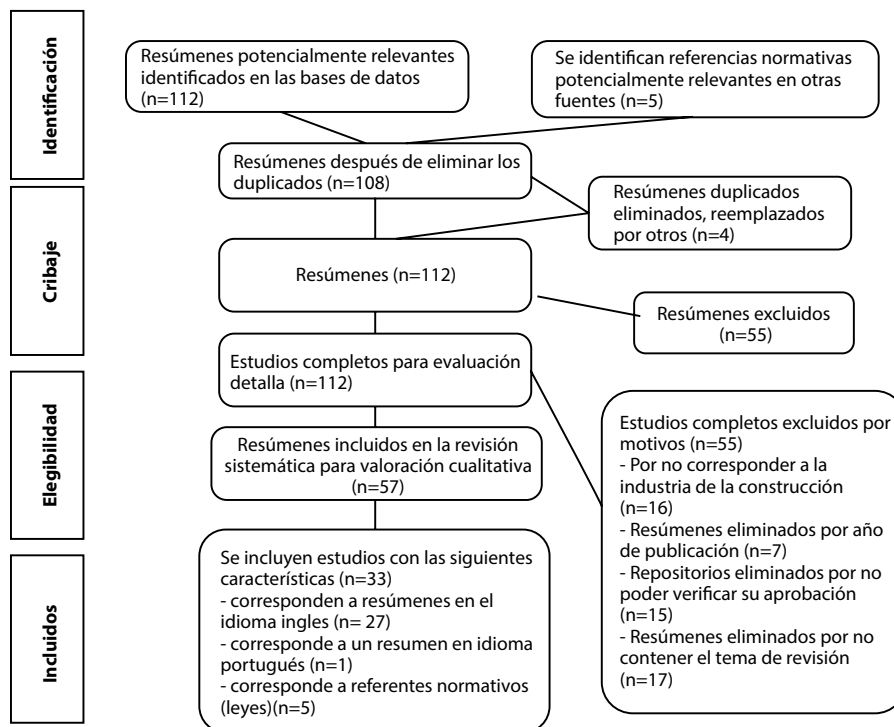 Identificación
Resúmenes potencialmente relevantes
identificados en las bases de datos
(n=112)
Se identifican referencias normativas
potencialmente relevantes en otras
fuentes (n=5)
Resúmenes después de eliminar los
duplicados (n=108)
Cribaje
Resúmenes duplicados
eliminados, reemplazados
por otros (n=4)
Resúmenes (n=112)
Resúmenes excluidos
(n=55)
Estudios completos para evaluación
detalla (n=112)
Elegibilidad
Resúmenes incluidos en la revisión
sistemática para valoración cualitativa
(n=57)
Estudios completos excluidos por
motivos (n=55)
- Por no corresponder a la
industria de la construcción
(n=16)
- Resúmenes eliminados por año
de publicación (n=7)
- Repositorios eliminados por no
poder verificar su aprobación
(n=15)
- Resúmenes eliminados por no
contener el tema de revisión
(n=17)
Incluidos
Se incluyen estudios con las siguientes
características (n=33)
- corresponden a resúmenes en el
idioma ingles (n= 27)
- corresponde a un resumen en idioma
portugués (n=1)
- corresponde a referentes normativos
(leyes)(n=5)